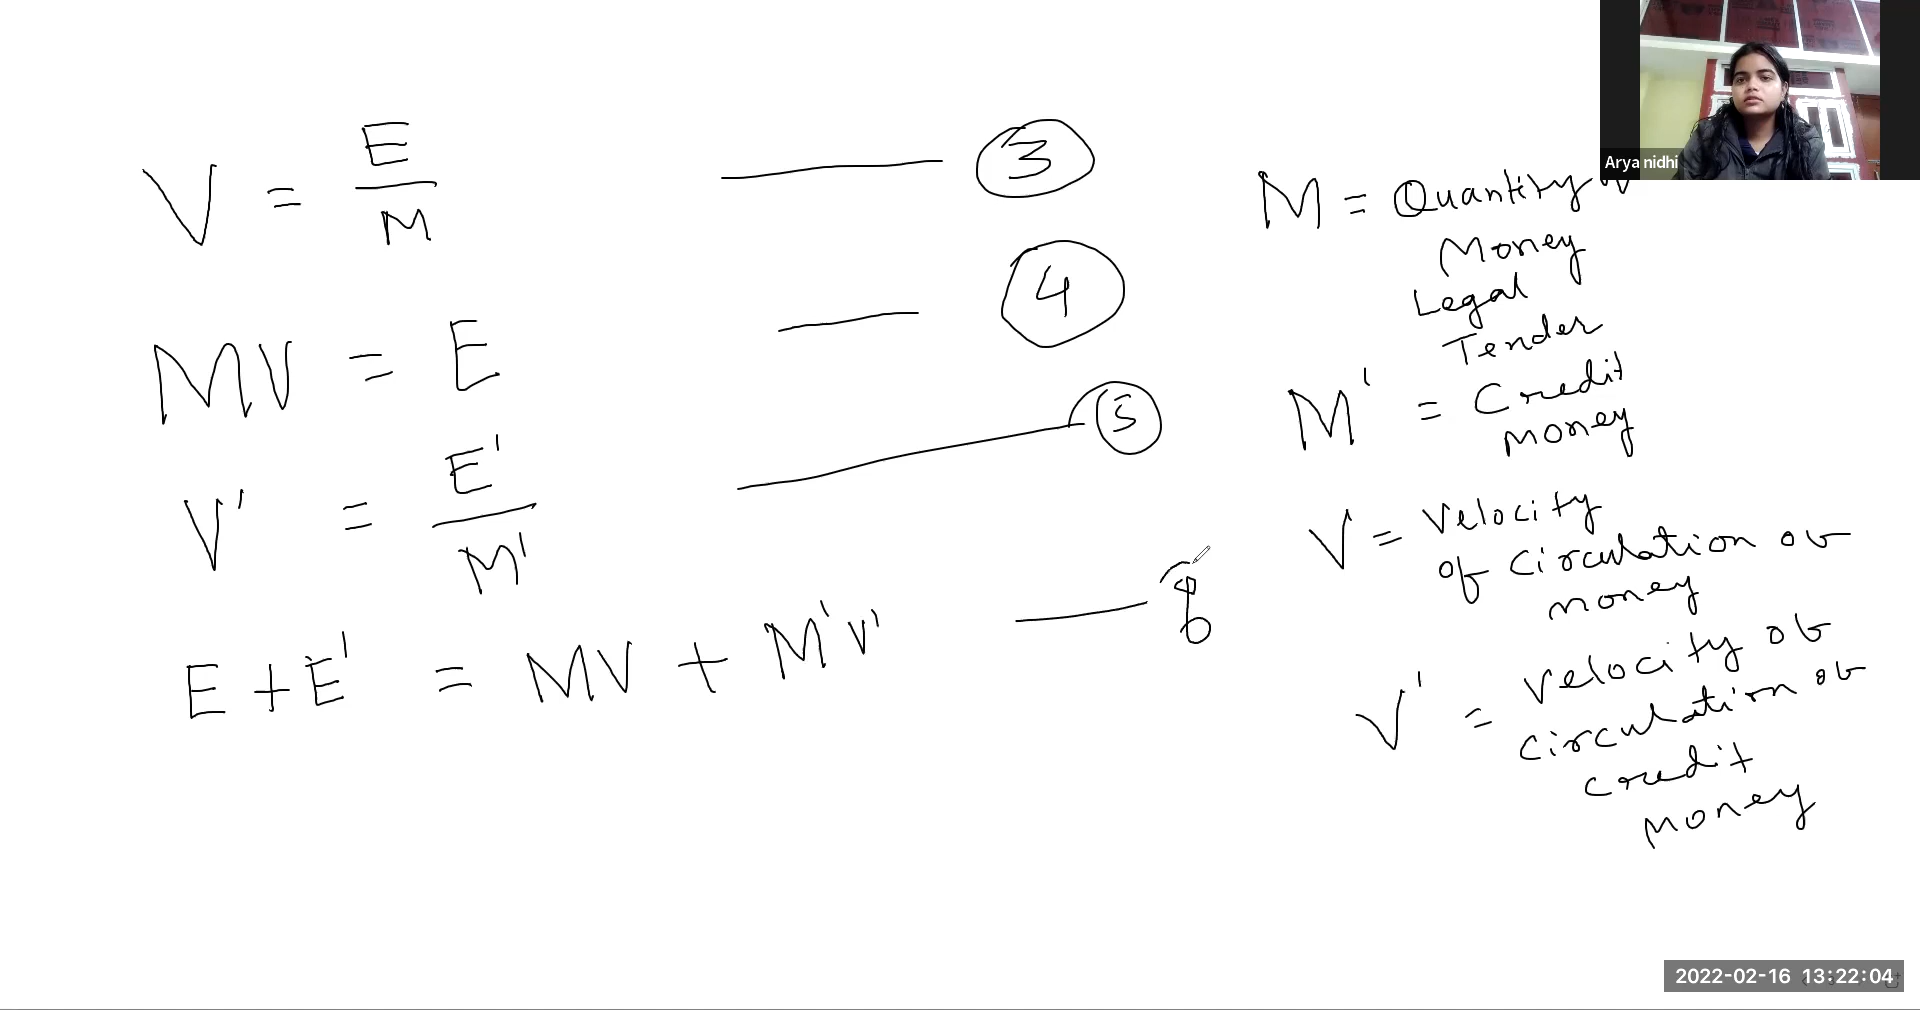 V = E/M ——— 3
MV = E ——— 4
V' = E'/M' ——— 5
E + E' = MV + M'V' ——— 8
M = Quantity of
Money
Legal
Tender
M' = Credit
money
V = Velocity
of Circulation of
money
V' = Velocity of
Circulation of
credit
money
Arya nidhi
2022-02-16 13:22:04